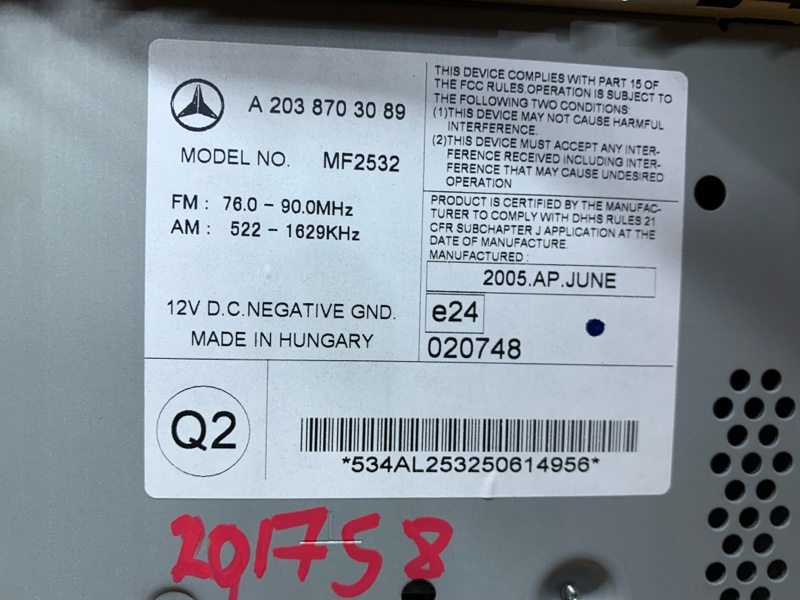 A 203 870 30 89
MODEL NO. MF2532
FM : 76.0 - 90.0MHz
AM : 522 - 1629KHz
12V D.C.NEGATIVE GND.
MADE IN HUNGARY
THIS DEVICE COMPLIES WITH PART 15 OF
THE FCC RULES.OPERATION IS SUBJECT TO
THE FOLLOWING TWO CONDITIONS:
(1)THIS DEVICE MAY NOT CAUSE HARMFUL
INTERFERENCE.
(2)THIS DEVICE MUST ACCEPT ANY INTER-
FERENCE RECEIVED INCLUDING INTER-
FERENCE THAT MAY CAUSE UNDESIRED
OPERATION
PRODUCT IS CERTIFIED BY THE MANUFAC-
TURER TO COMPLY WITH DHHS RULES 21
CFR SUBCHAPTER J APPLICATION AT THE
DATE OF MANUFACTURE.
MANUFACTURED :
2005.AP.JUNE
e24
020748
Q2
*534AL253250614956*
201758